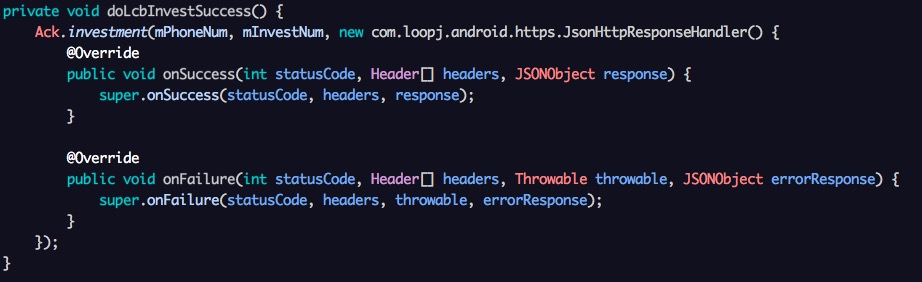 private void doLcbInvestSuccess() {
    Ack.investment(mPhoneNum, mInvestNum, new com.loopj.android.https.JsonHttpResponseHandler() {
        @Override
        public void onSuccess(int statusCode, Header[] headers, JSONObject response) {
            super.onSuccess(statusCode, headers, response);
        }

        @Override
        public void onFailure(int statusCode, Header[] headers, Throwable throwable, JSONObject errorResponse) {
            super.onFailure(statusCode, headers, throwable, errorResponse);
        }
    });
}